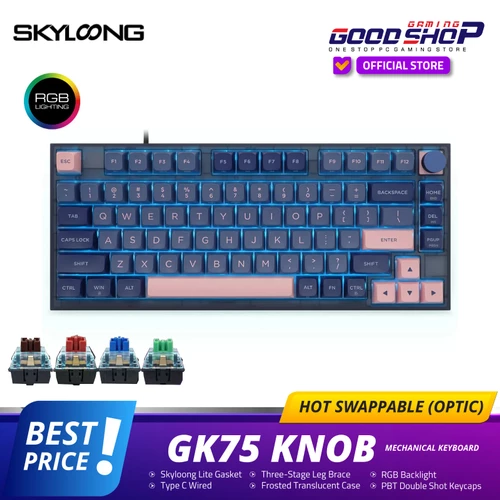 SKYLOONG
GAMING
GOODSHOP
ONE STOP PC GAMING STORE
OFFICIAL STORE
RGB
LIGHTING
ESC F1 F2 F3 F4 F5 F6 F7 F8 F9 F10 F11 F12
BACKSPACE HOME
TAB Q W E R T Y U I O P DEL
CAPS LOCK A S D F G H J K L ENTER PGUP
SHIFT Z X C V B N M SHIFT
CTRL WIN ALT ALT FN CTRL
HOT SWAPPABLE (OPTIC)
BEST
PRICE!
GK75 KNOB MECHANICAL KEYBOARD
Skyloong Lite Gasket Three-Stage Leg Brace RGB Backlight
Type C Wired Frosted Translucent Case PBT Double Shot Keycaps